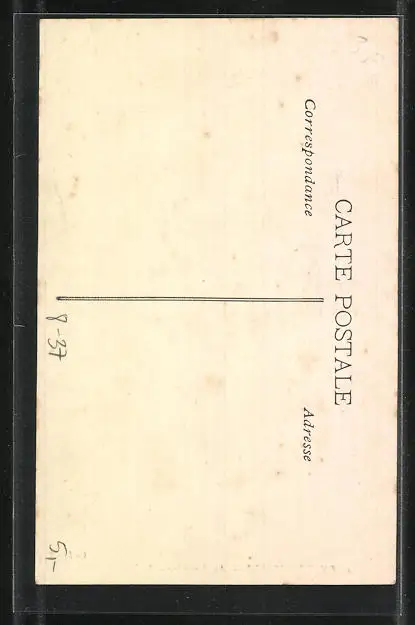 CARTE POSTALE
Correspondance
Adresse
8-37
5,-